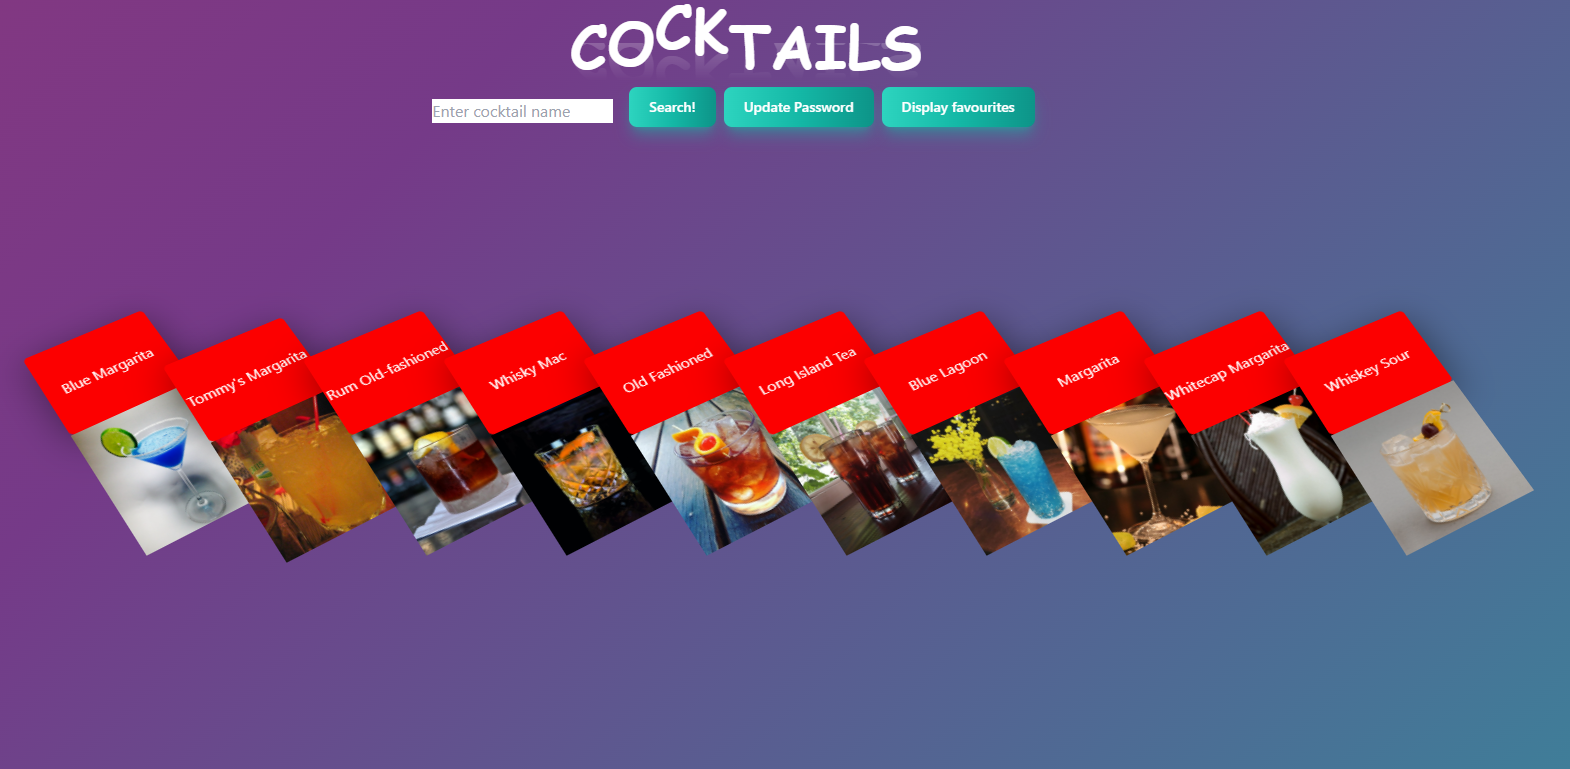 COCKTAILS
Enter cocktail name
Search!
Update Password
Display favourites
Blue Margarita
Tommy's Margarita
Rum Old-fashioned
Whisky Mac
Old Fashioned
Long Island Tea
Blue Lagoon
Margarita
Whitecap Margarita
Whiskey Sour